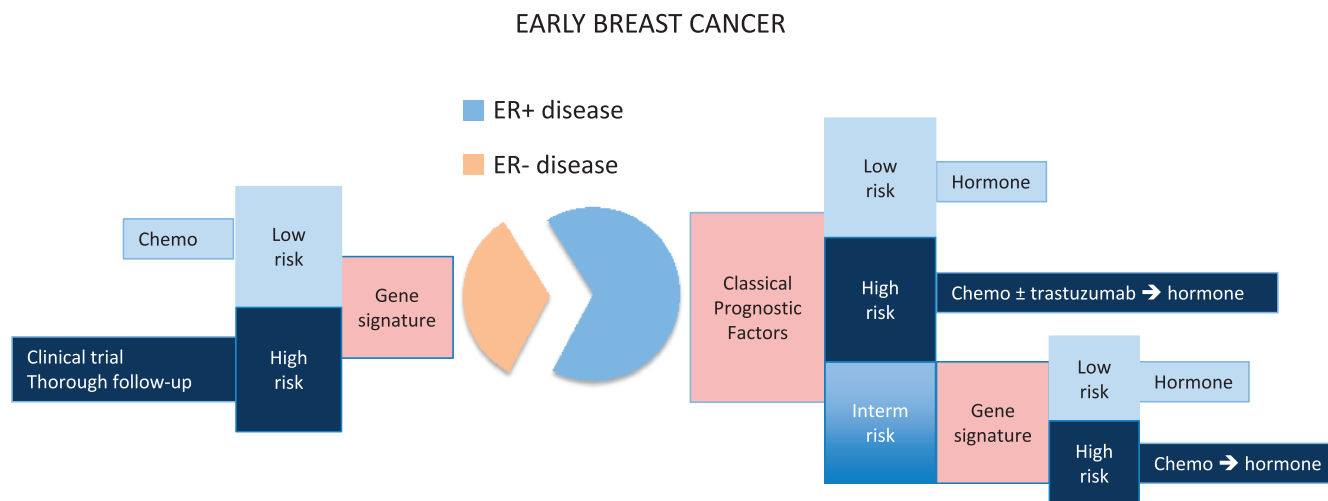 EARLY BREAST CANCER
ER+ disease
ER- disease
Chemo
Low
risk
Gene
signature
Clinical trial
Thorough follow-up
High
risk
Classical
Prognostic
Factors
Low
risk
Hormone
High
risk
Chemo ± trastuzumab ➔ hormone
Interm
risk
Gene
signature
Low
risk
Hormone
High
risk
Chemo ➔ hormone